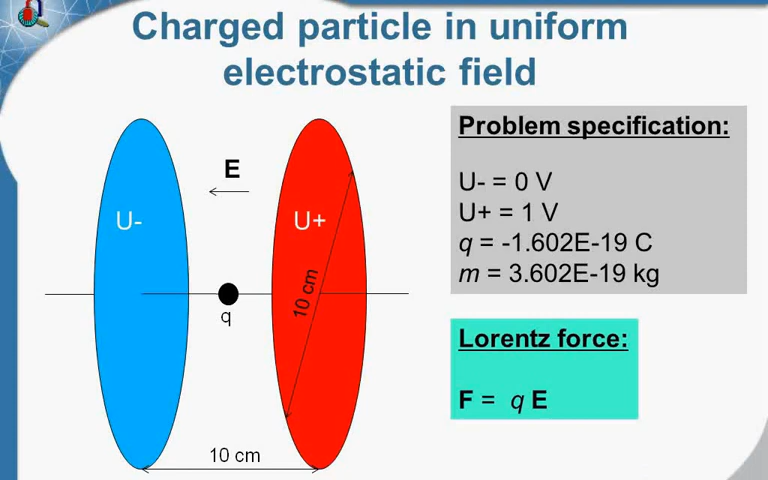 Charged particle in uniform
electrostatic field
E
U-
U+
10 cm
q
10 cm
Problem specification:
U- = 0 V
U+ = 1 V
q = -1.602E-19 C
m = 3.602E-19 kg
Lorentz force:
F = q E